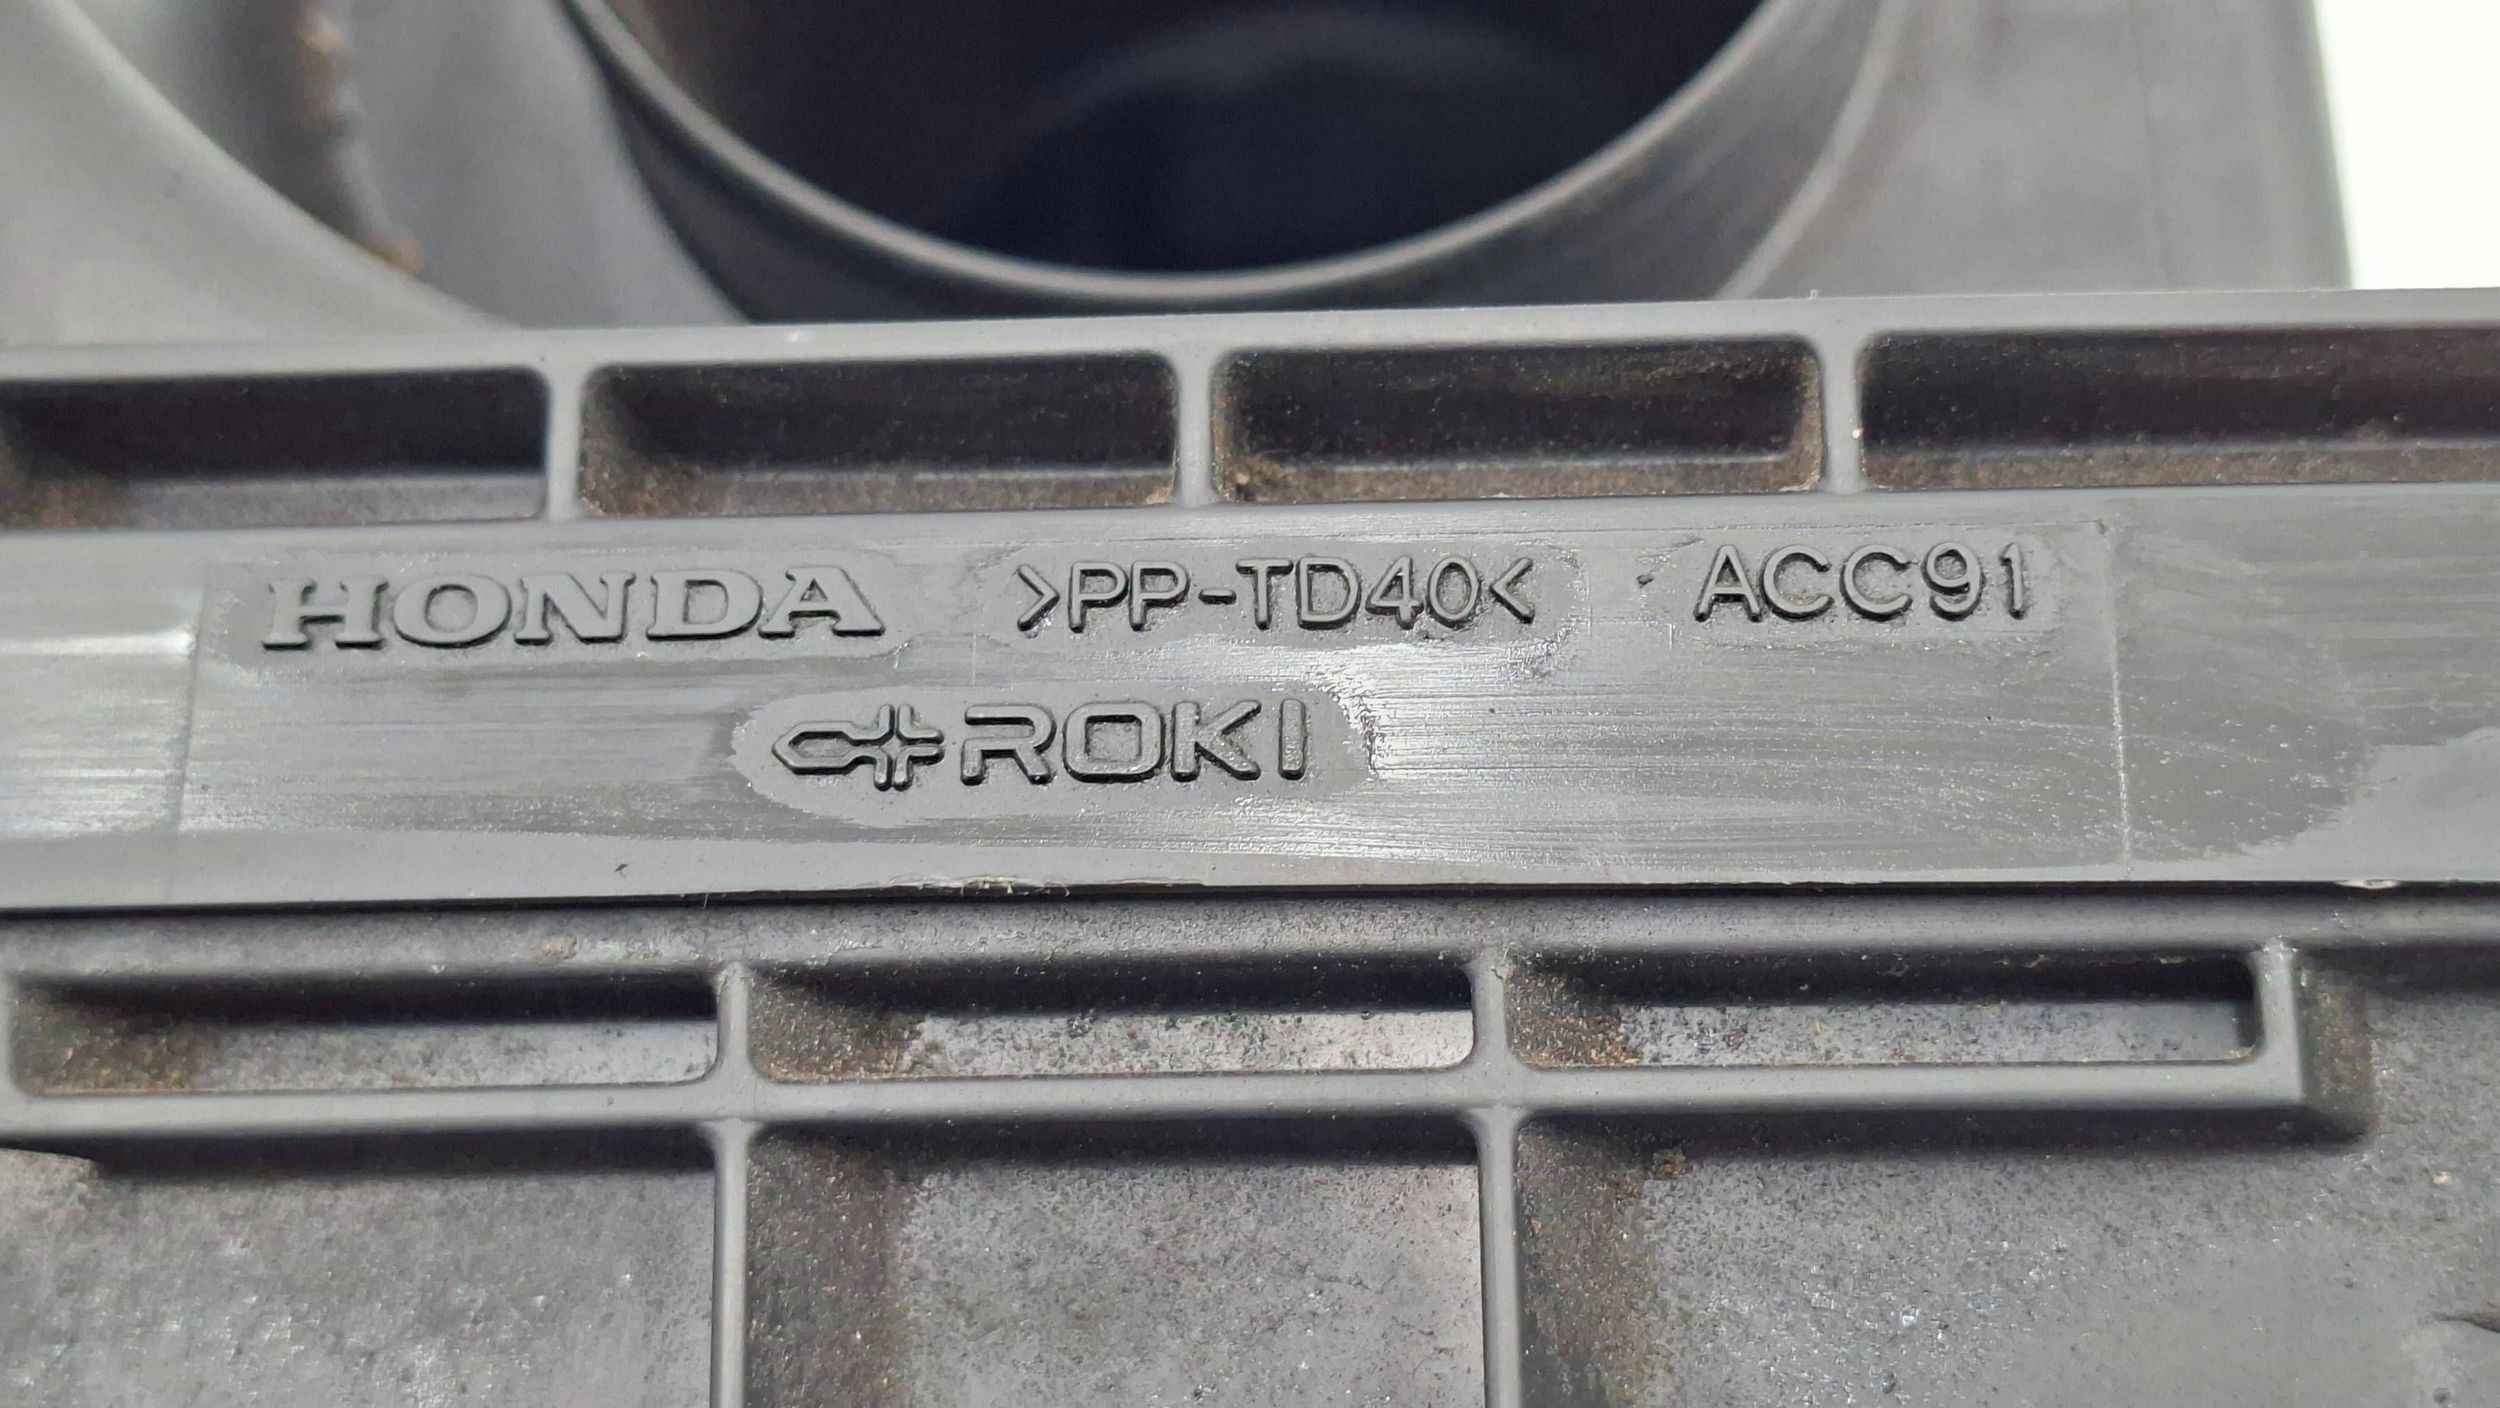 HONDA >PP-TD40< ACC91
ROKI